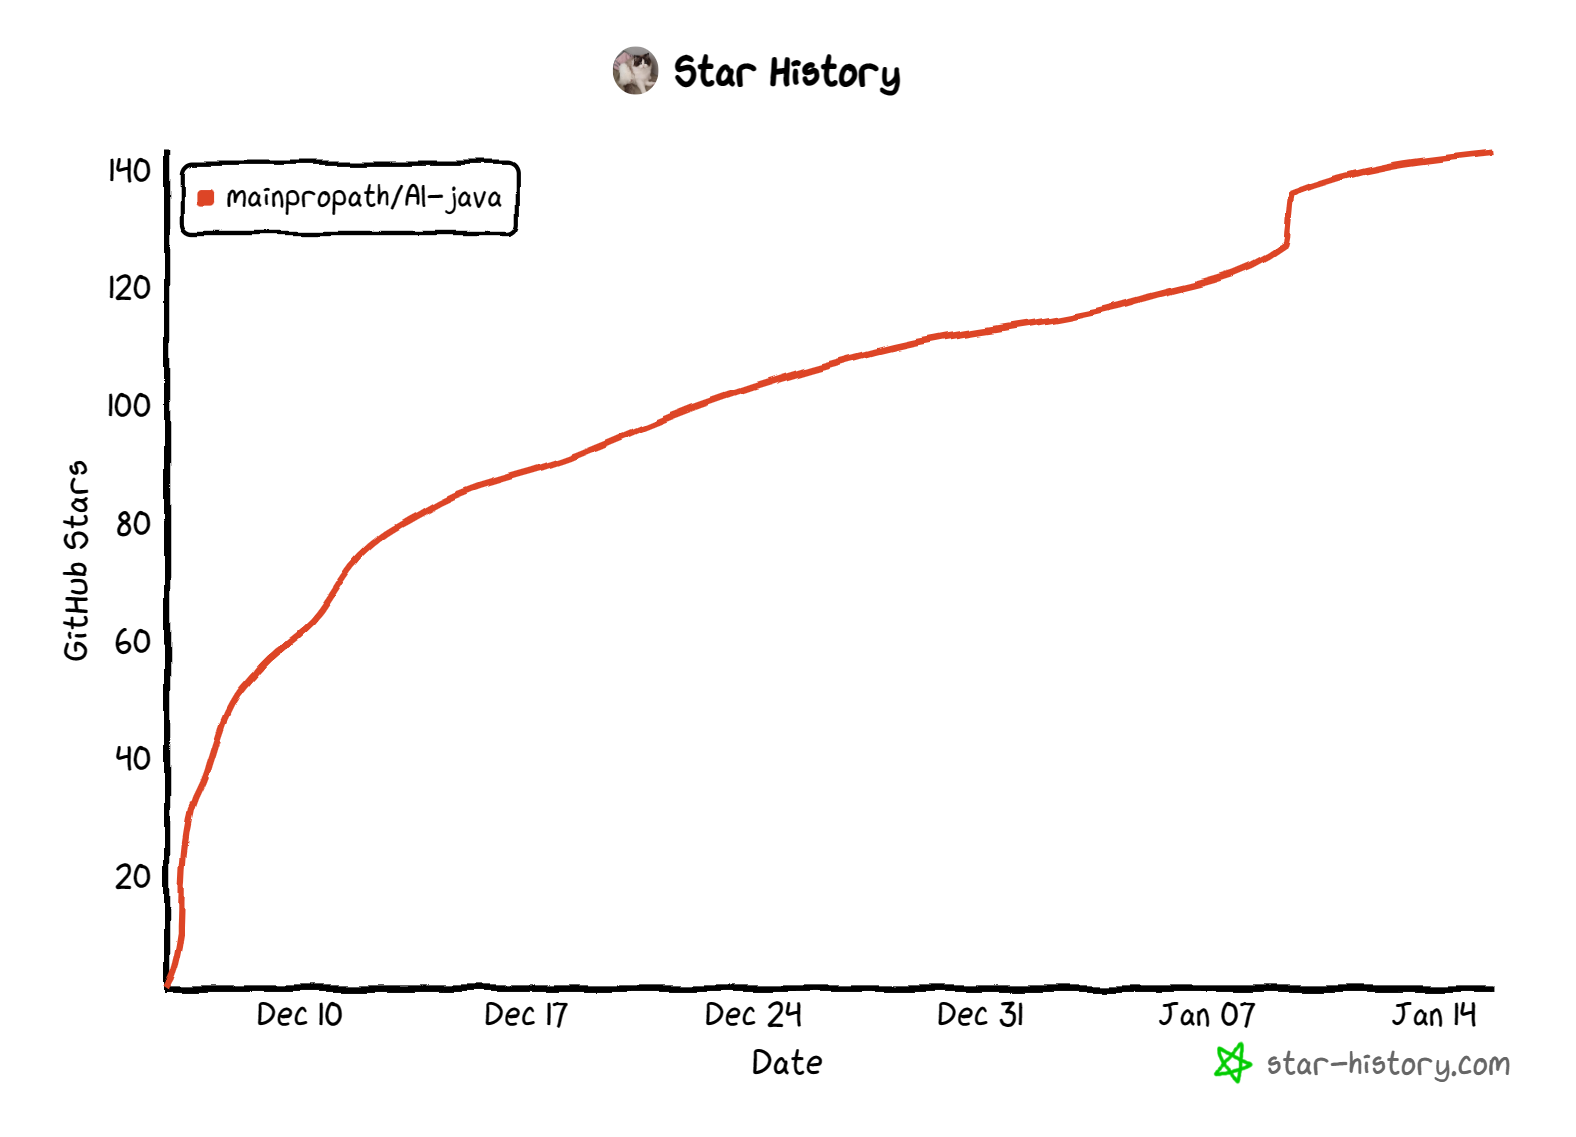 Star History
mainpropath/AI-java
140
120
100
80
60
40
20
GitHub Stars
Dec 10
Dec 17
Dec 24
Dec 31
Jan 07
Jan 14
Date
star-history.com